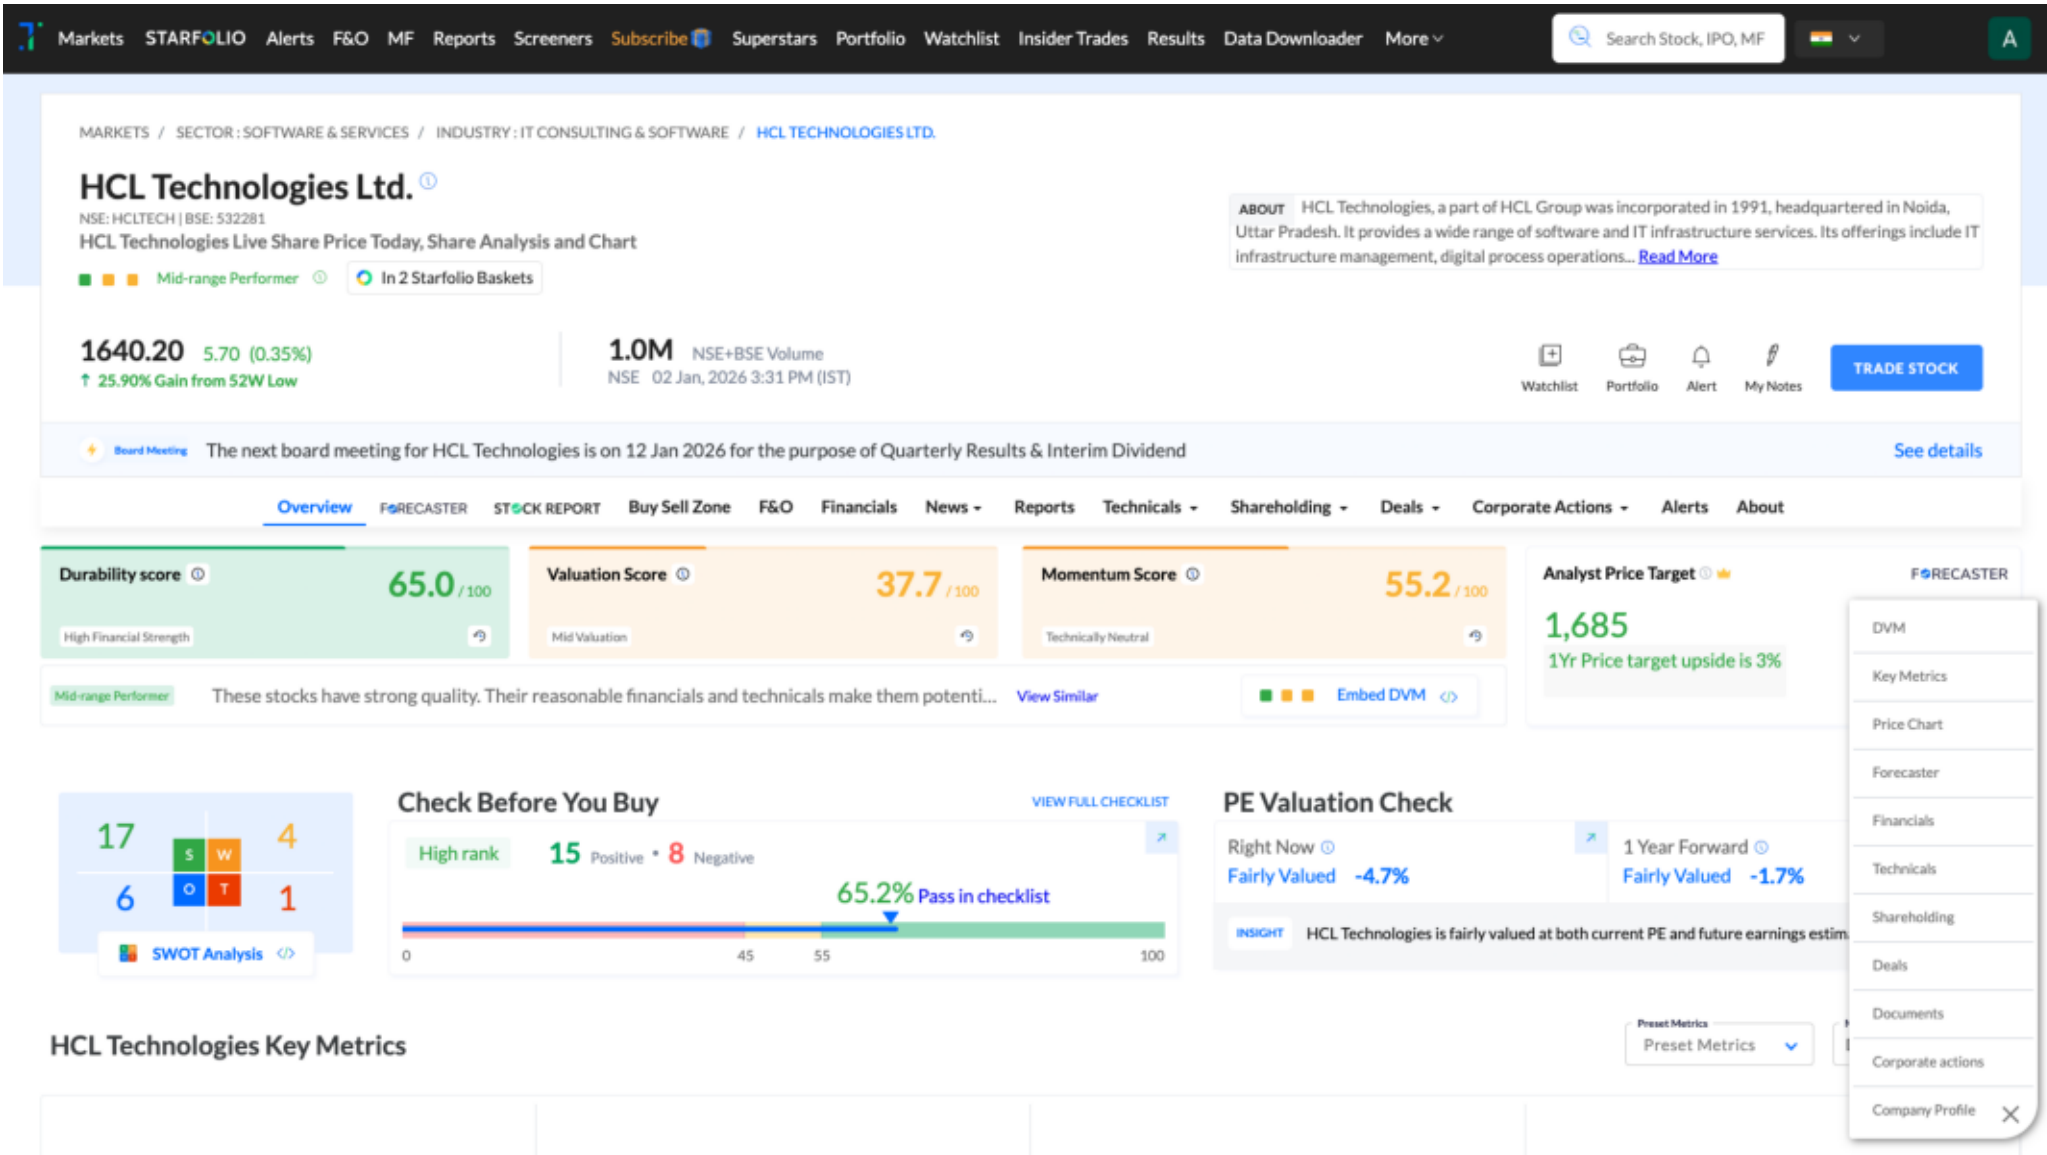 Markets STARFOLIO Alerts F&O MF Reports Screeners Subscribe Superstars Portfolio Watchlist Insider Trades Results Data Downloader More Search Stock, IPO, MF A
MARKETS / SECTOR : SOFTWARE & SERVICES / INDUSTRY : IT CONSULTING & SOFTWARE / HCL TECHNOLOGIES LTD.
HCL Technologies Ltd.
NSE: HCLTECH | BSE: 532281
HCL Technologies Live Share Price Today, Share Analysis and Chart
Mid-range Performer In 2 Starfolio Baskets
ABOUT HCL Technologies, a part of HCL Group was incorporated in 1991, headquartered in Noida,
Uttar Pradesh. It provides a wide range of software and IT infrastructure services. Its offerings include IT
infrastructure management, digital process operations... Read More
1640.20 5.70 (0.35%)
↑ 25.90% Gain from 52W Low
1.0M NSE+BSE Volume
NSE 02 Jan, 2026 3:31 PM (IST)
Watchlist Portfolio Alert My Notes TRADE STOCK
Board Meeting The next board meeting for HCL Technologies is on 12 Jan 2026 for the purpose of Quarterly Results & Interim Dividend See details
Overview FORECASTER STOCK REPORT Buy Sell Zone F&O Financials News Reports Technicals Shareholding Deals Corporate Actions Alerts About
Durability score 65.0 / 100
High Financial Strength
Valuation Score 37.7 / 100
Mid Valuation
Momentum Score 55.2 / 100
Technically Neutral
Analyst Price Target FORECASTER
1,685
1Yr Price target upside is 3%
Mid-range Performer These stocks have strong quality. Their reasonable financials and technicals make them potenti... View Similar Embed DVM </>
17 4
S W
O T
6 1
SWOT Analysis </>
Check Before You Buy VIEW FULL CHECKLIST
High rank 15 Positive • 8 Negative
65.2% Pass in checklist
0 45 55 100
PE Valuation Check
Right Now
Fairly Valued -4.7%
1 Year Forward
Fairly Valued -1.7%
INSIGHT HCL Technologies is fairly valued at both current PE and future earnings estim
HCL Technologies Key Metrics
Preset Metrics
Preset Metrics
DVM
Key Metrics
Price Chart
Forecaster
Financials
Technicals
Shareholding
Deals
Documents
Corporate actions
Company Profile